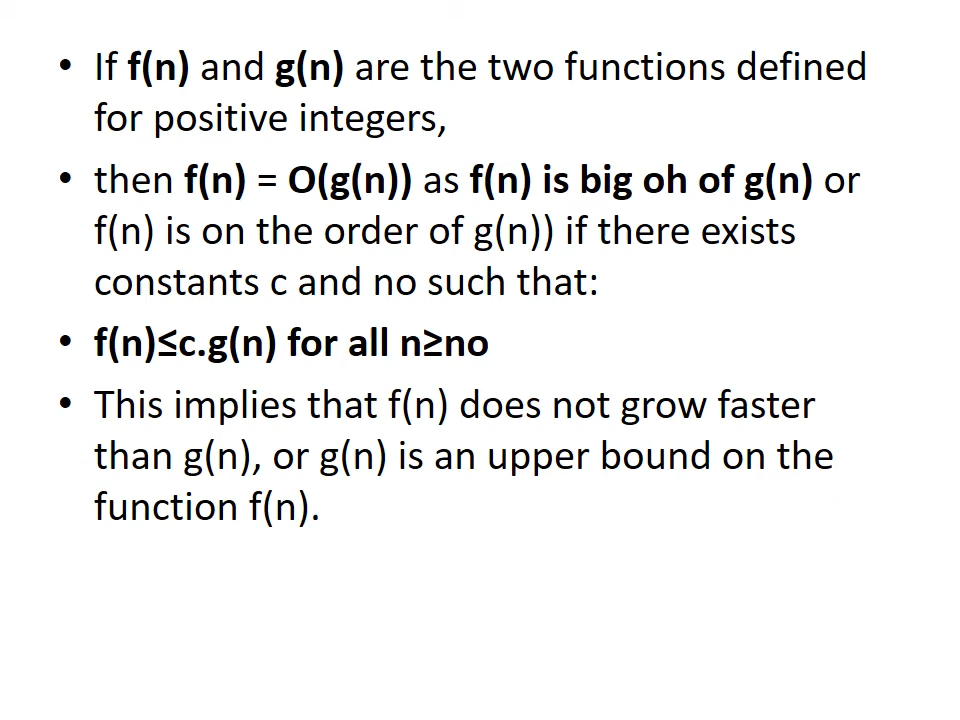 • If f(n) and g(n) are the two functions defined
for positive integers,
• then f(n) = O(g(n)) as f(n) is big oh of g(n) or
f(n) is on the order of g(n)) if there exists
constants c and no such that:
• f(n)≤c.g(n) for all n≥no
• This implies that f(n) does not grow faster
than g(n), or g(n) is an upper bound on the
function f(n).